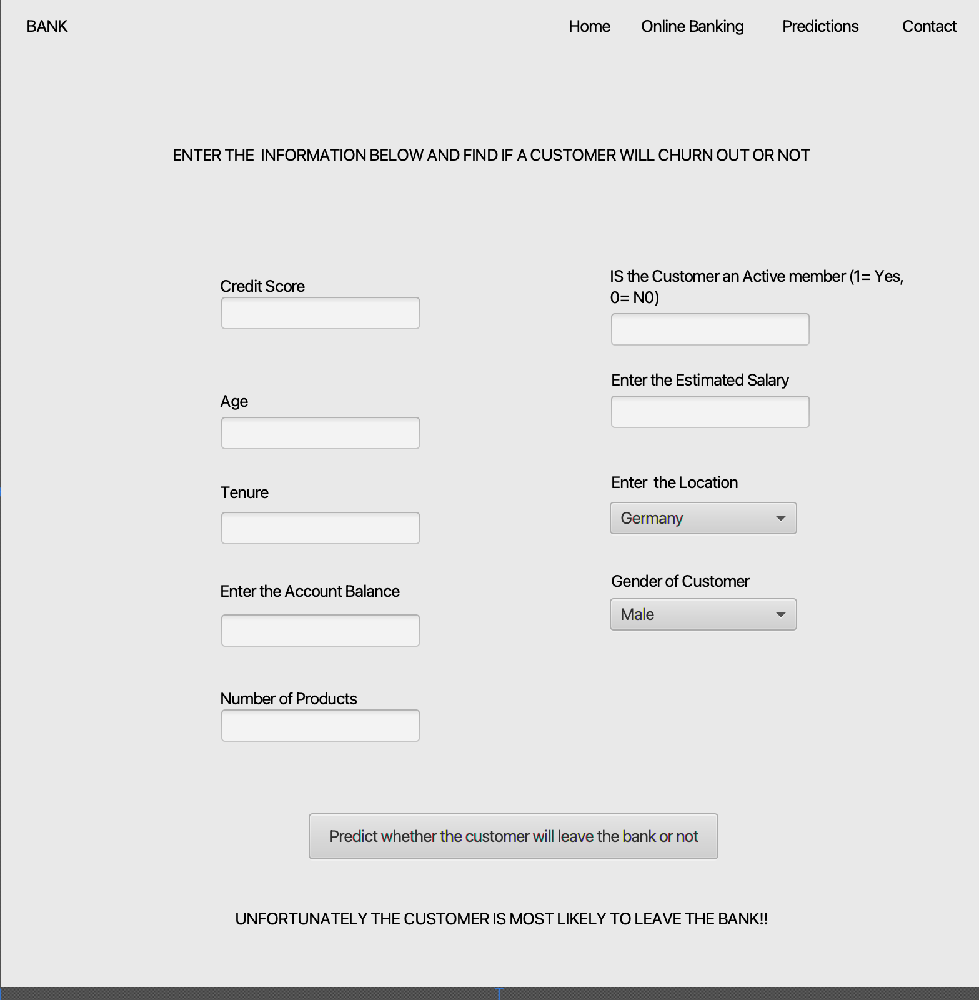 BANK
Home Online Banking Predictions Contact
ENTER THE  INFORMATION BELOW AND FIND IF A CUSTOMER WILL CHURN OUT OR NOT
Credit Score
Age
Tenure
Enter the Account Balance
Number of Products
IS the Customer an Active member (1= Yes,
0= N0)
Enter the Estimated Salary
Enter  the Location
Germany
Gender of Customer
Male
Predict whether the customer will leave the bank or not
UNFORTUNATELY THE CUSTOMER IS MOST LIKELY TO LEAVE THE BANK!!